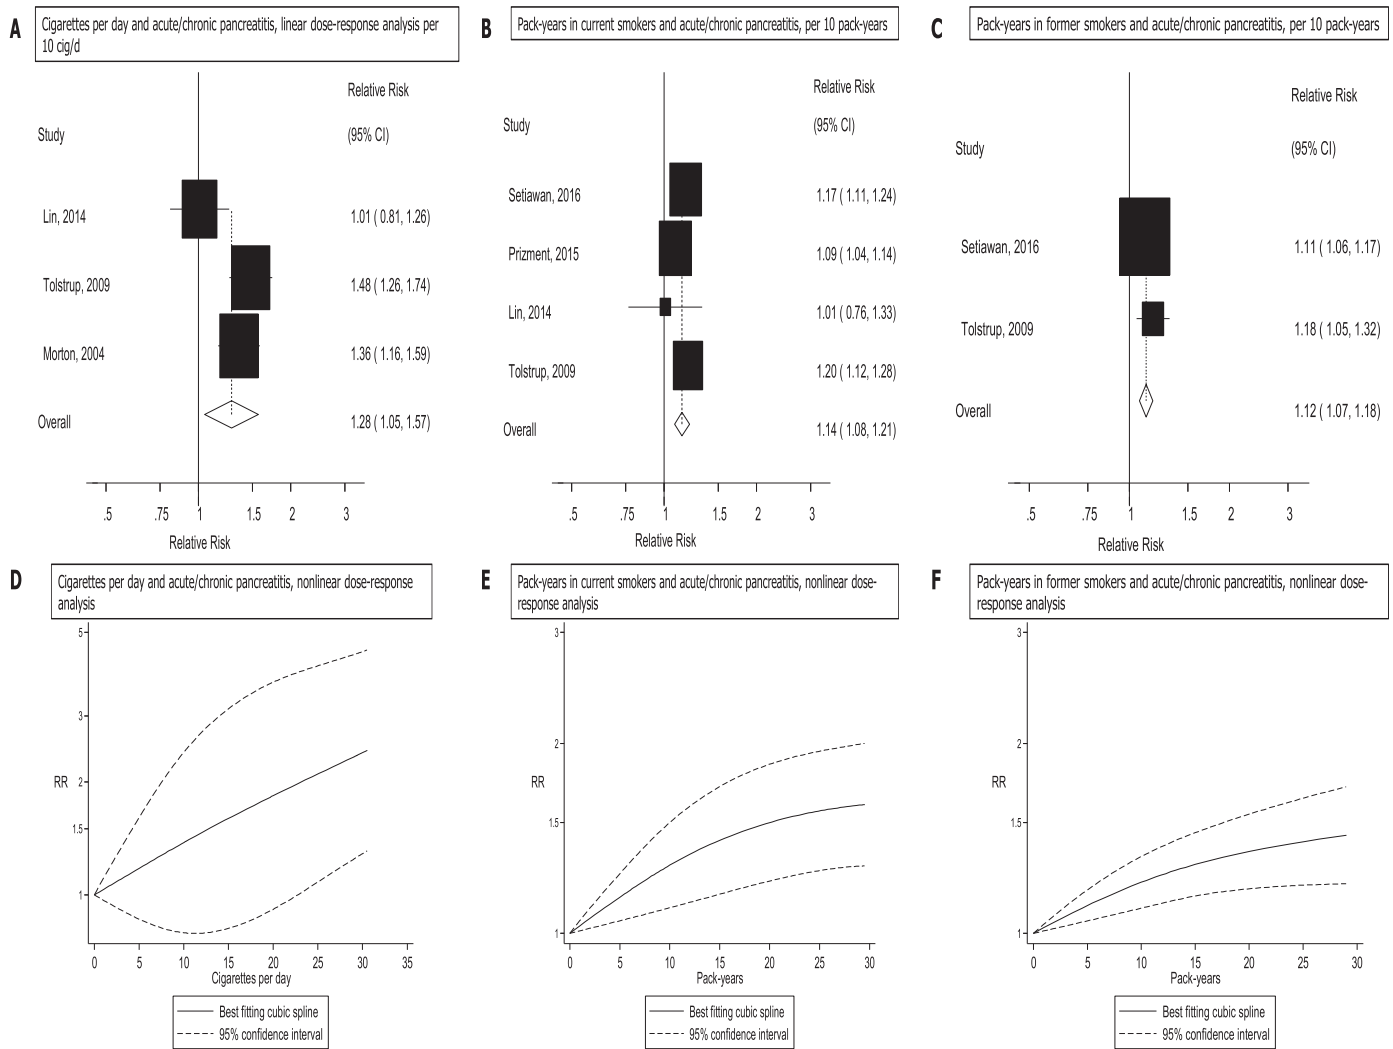 A
Cigarettes per day and acute/chronic pancreatitis, linear dose-response analysis per
10 cig/d
Relative Risk
Study
(95% CI)
Lin, 2014
1.01 ( 0.81, 1.26)
Tolstrup, 2009
1.48 ( 1.26, 1.74)
Morton, 2004
1.36 ( 1.16, 1.59)
Overall
1.28 ( 1.05, 1.57)
.5 .75 1 1.5 2 3
Relative Risk
B
Pack-years in current smokers and acute/chronic pancreatitis, per 10 pack-years
Relative Risk
Study
(95% CI)
Setiawan, 2016
1.17 ( 1.11, 1.24)
Prizment, 2015
1.09 ( 1.04, 1.14)
Lin, 2014
1.01 ( 0.76, 1.33)
Tolstrup, 2009
1.20 ( 1.12, 1.28)
Overall
1.14 ( 1.08, 1.21)
.5 .75 1 1.5 2 3
Relative Risk
C
Pack-years in former smokers and acute/chronic pancreatitis, per 10 pack-years
Relative Risk
Study
(95% CI)
Setiawan, 2016
1.11 ( 1.06, 1.17)
Tolstrup, 2009
1.18 ( 1.05, 1.32)
Overall
1.12 ( 1.07, 1.18)
.5 .75 1 1.5 2 3
Relative Risk
D
Cigarettes per day and acute/chronic pancreatitis, nonlinear dose-response
analysis
5
3
RR
2
1.5
1
0 5 10 15 20 25 30 35
Cigarettes per day
Best fitting cubic spline
95% confidence interval
E
Pack-years in current smokers and acute/chronic pancreatitis, nonlinear dose-
response analysis
3
2
RR
1.5
1
0 5 10 15 20 25 30
Pack-years
Best fitting cubic spline
95% confidence interval
F
Pack-years in former smokers and acute/chronic pancreatitis, nonlinear dose-
response analysis
3
2
RR
1.5
1
0 5 10 15 20 25 30
Pack-years
Best fitting cubic spline
95% confidence interval